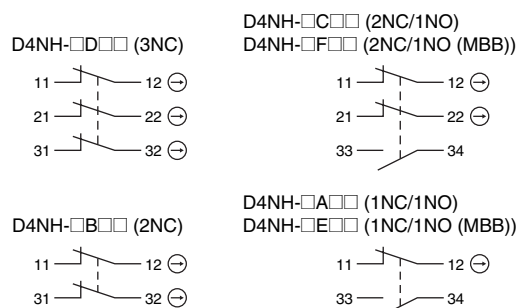 D4NH-□D□□ (3NC)
11 12
21 22
31 32
D4NH-□C□□ (2NC/1NO)
D4NH-□F□□ (2NC/1NO (MBB))
11 12
21 22
33 34
D4NH-□B□□ (2NC)
11 12
31 32
D4NH-□A□□ (1NC/1NO)
D4NH-□E□□ (1NC/1NO (MBB))
11 12
33 34